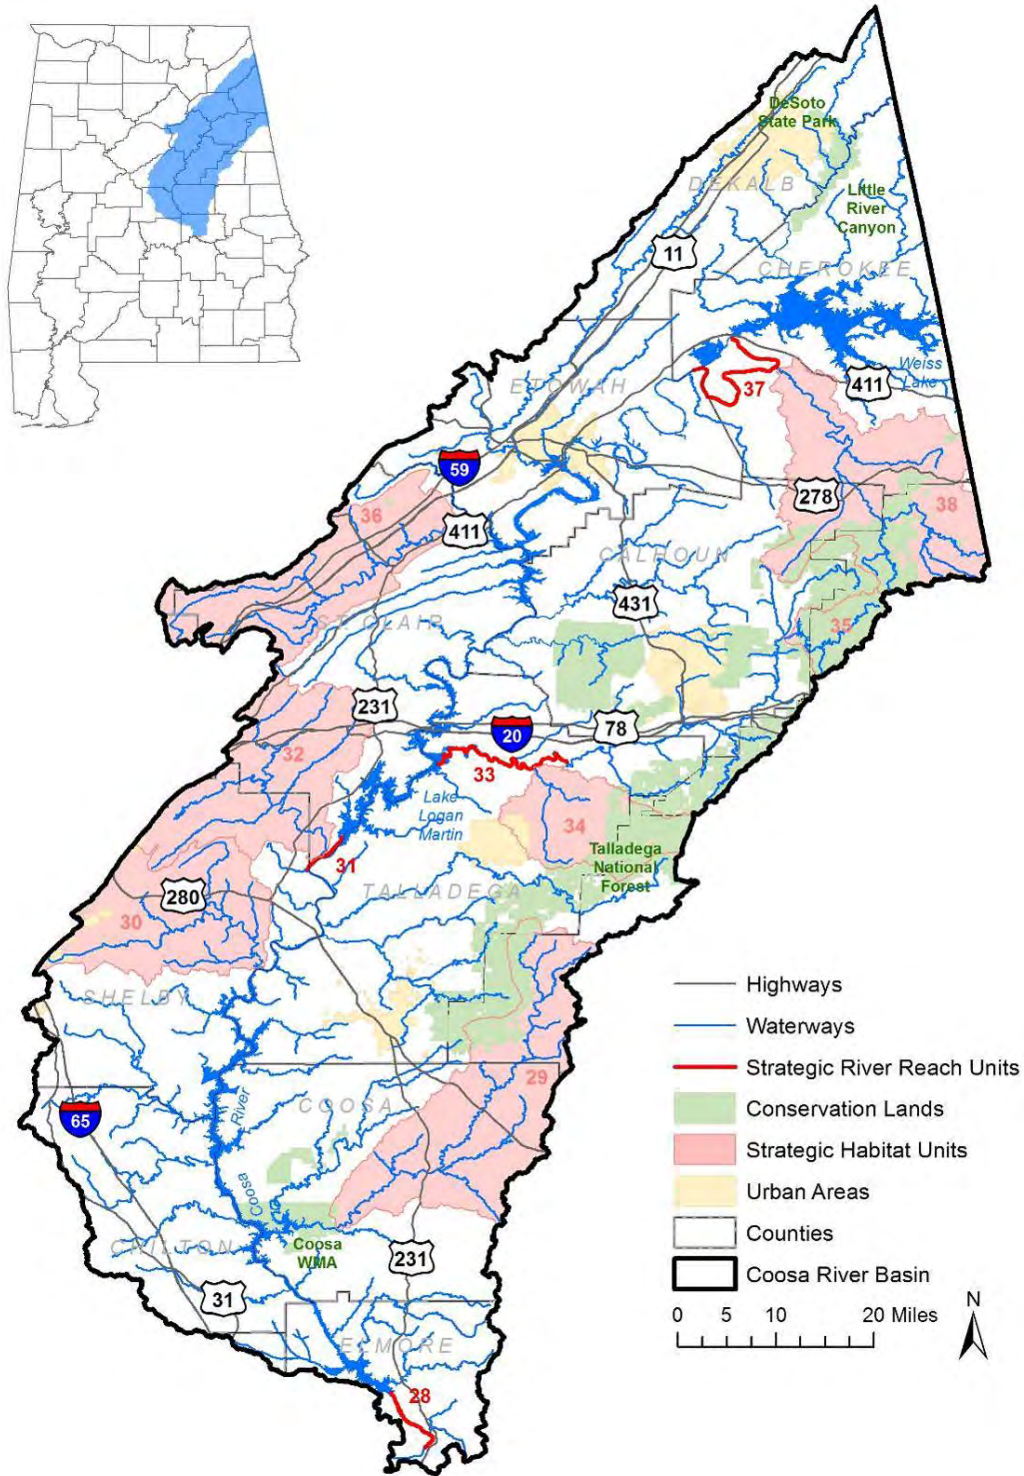 DeSoto
State Park
DEKALB
Little
River
Canyon
11
CHEROKEE
Weiss
Lake
411
37
ETOWAH
59
278
38
36
411
CALHOUN
431
ST. CLAIR
35
231
20
78
32
33
Lake
Logan
Martin
34
31
Talladega
National
Forest
TALLADEGA
280
30
SHELBY
29
COOSA
65
Coosa River
Coosa
WMA
CHILTON
231
31
ELMORE
28
Highways
Waterways
Strategic River Reach Units
Conservation Lands
Strategic Habitat Units
Urban Areas
Counties
Coosa River Basin
0 5 10 20 Miles
N